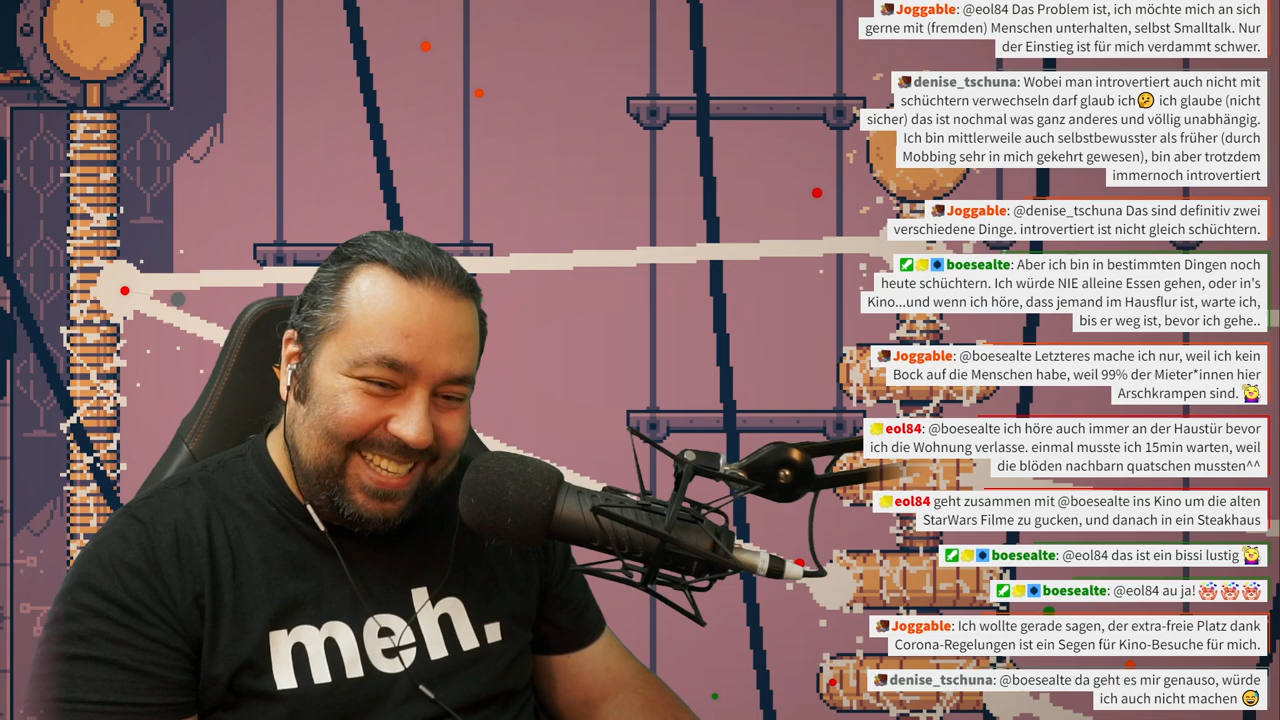 Joggable: @eol84 Das Problem ist, ich möchte mich an sich
gerne mit (fremden) Menschen unterhalten, selbst Smalltalk. Nur
der Einstieg ist für mich verdammt schwer.
denise_tschuna: Wobei man introvertiert auch nicht mit
schüchtern verwechseln darf glaub ich🤔 ich glaube (nicht
sicher) das ist nochmal was ganz anderes und völlig unabhängig.
Ich bin mittlerweile auch selbstbewusster als früher (durch
Mobbing sehr in mich gekehrt gewesen), bin aber trotzdem
immernoch introvertiert
Joggable: @denise_tschuna Das sind definitiv zwei
verschiedene Dinge. introvertiert ist nicht gleich schüchtern.
boesealte: Aber ich bin in bestimmten Dingen noch
heute schüchtern. Ich würde NIE alleine Essen gehen, oder in's
Kino...und wenn ich höre, dass jemand im Hausflur ist, warte ich,
bis er weg ist, bevor ich gehe..
Joggable: @boesealte Letzteres mache ich nur, weil ich kein
Bock auf die Menschen habe, weil 99% der Mieter*innen hier
Arschkrampen sind.
eol84: @boesealte ich höre auch immer an der Haustür bevor
ich die Wohnung verlasse. einmal musste ich 15min warten, weil
die blöden nachbarn quatschen mussten^^
eol84 geht zusammen mit @boesealte ins Kino um die alten
StarWars Filme zu gucken, und danach in ein Steakhaus
boesealte: @eol84 das ist ein bissi lustig
boesealte: @eol84 au ja!
Joggable: Ich wollte gerade sagen, der extra-freie Platz dank
Corona-Regelungen ist ein Segen für Kino-Besuche für mich.
denise_tschuna: @boesealte da geht es mir genauso, würde
ich auch nicht machen 😅
meh.